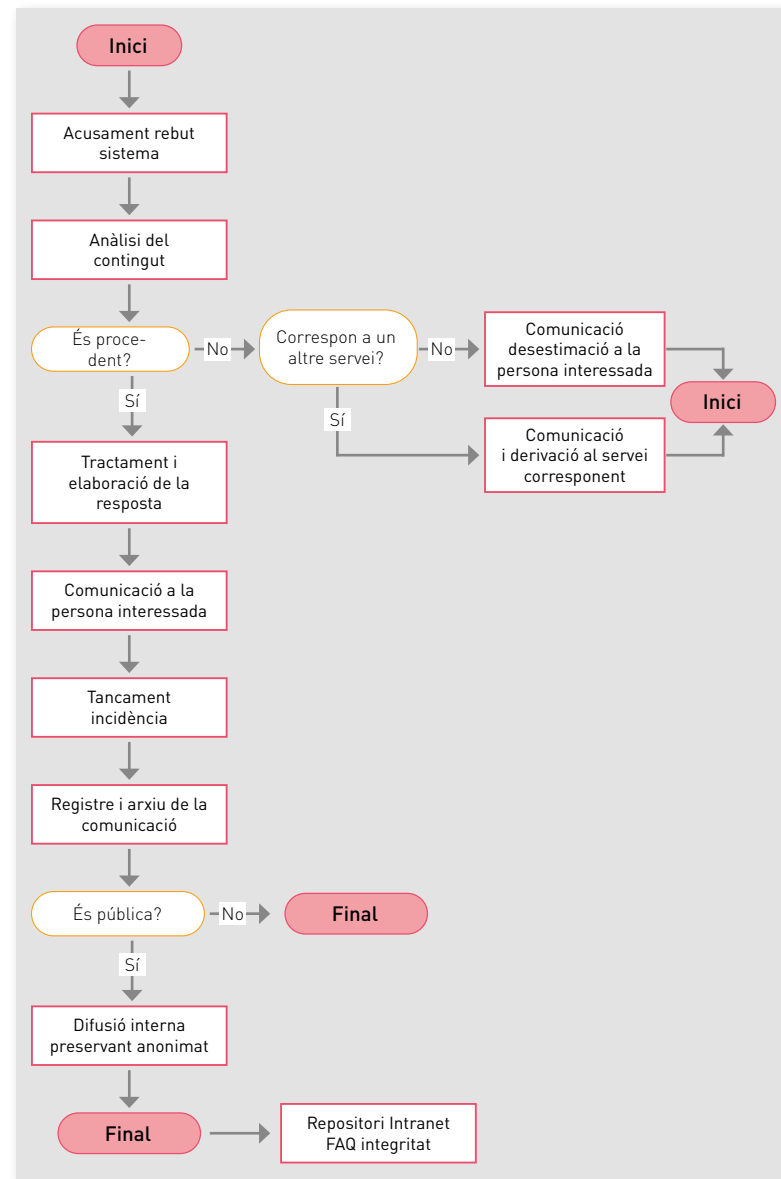 Inici
Acusament rebut
sistema
Anàlisi del
contingut
És proce-
dent?
No
Correspon a un
altre servei?
No
Comunicació
desestimació a la
persona interessada
Inici
Sí
Sí
Comunicació
i derivació al servei
corresponent
Tractament i
elaboració de la
resposta
Comunicació a la
persona interessada
Tancament
incidència
Registre i arxiu de la
comunicació
És pública?
No
Final
Sí
Difusió interna
preservant anonimat
Final
Repositori Intranet
FAQ integritat